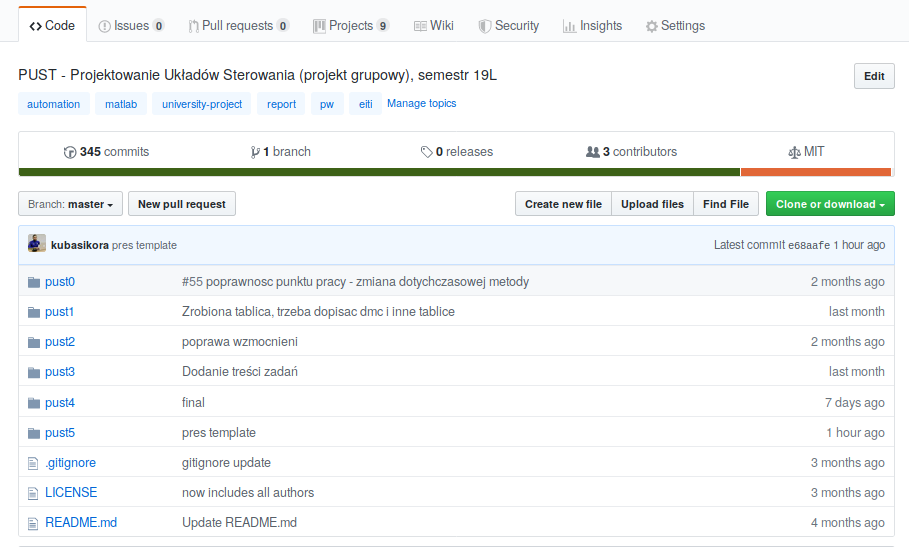 Code Issues 0 Pull requests 0 Projects 9 Wiki Security Insights Settings
PUST - Projektowanie Układów Sterowania (projekt grupowy), semestr 19L Edit
automation matlab university-project report pw eiti Manage topics
345 commits 1 branch 0 releases 3 contributors MIT
Branch: master New pull request Create new file Upload files Find File Clone or download
kubasikora pres template Latest commit e68aafe 1 hour ago
pust0 #55 poprawnosc punktu pracy - zmiana dotychczasowej metody 2 months ago
pust1 Zrobiona tablica, trzeba dopisac dmc i inne tablice last month
pust2 poprawa wzmocnieni 2 months ago
pust3 Dodanie treści zadań last month
pust4 final 7 days ago
pust5 pres template 1 hour ago
.gitignore gitignore update 3 months ago
LICENSE now includes all authors 3 months ago
README.md Update README.md 4 months ago